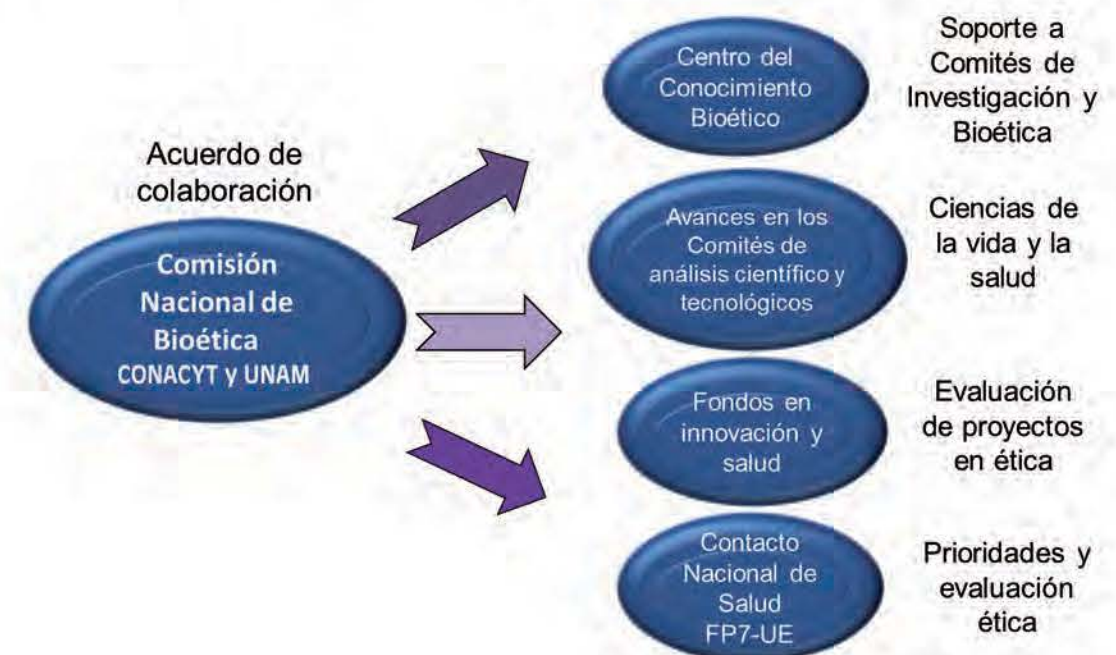 Acuerdo de
colaboración
Comisión
Nacional de
Bioética
CONACYT y UNAM
Centro del
Conocimiento
Bioético
Soporte a
Comités de
Investigación y
Bioética
Avances en los
Comités de
análisis científico y
tecnológicos
Ciencias de
la vida y la
salud
Fondos en
innovación y
salud
Evaluación
de proyectos
en ética
Contacto
Nacional de
Salud
FP7-UE
Prioridades y
evaluación
ética